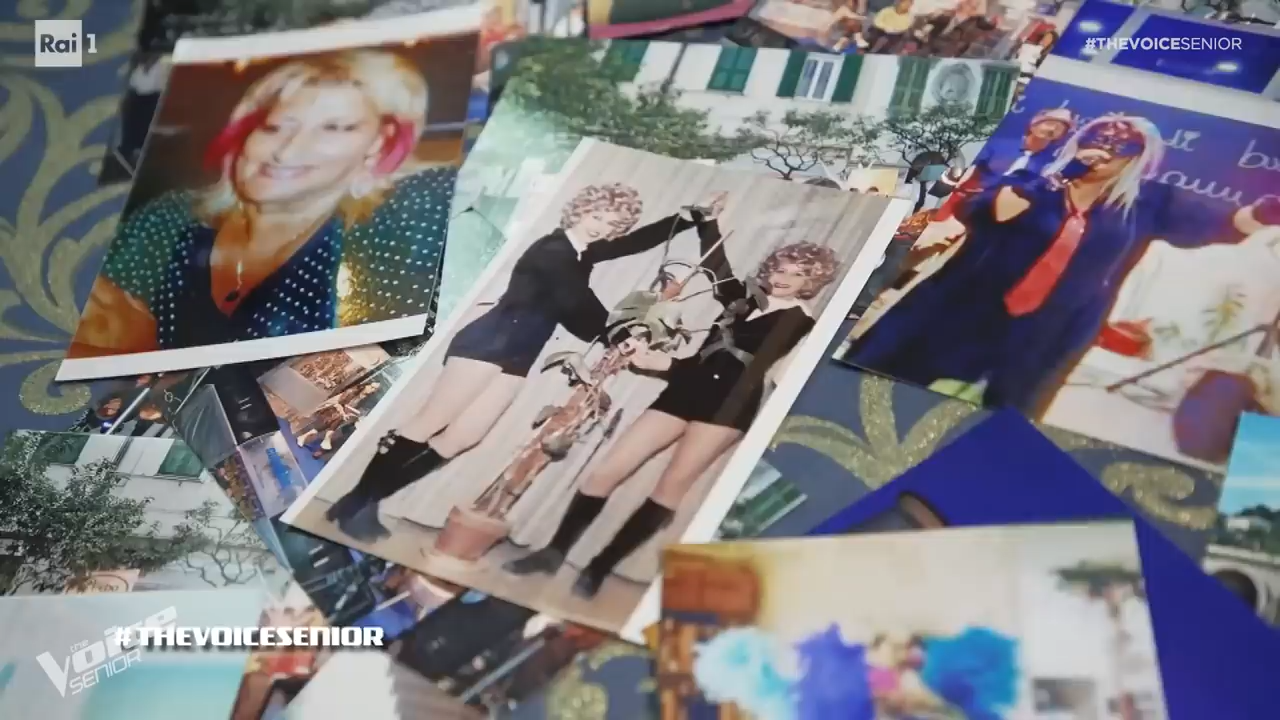 Rai 1
#THEVOICESENIOR
#THEVOICESENIOR
the
Voice
SENIOR